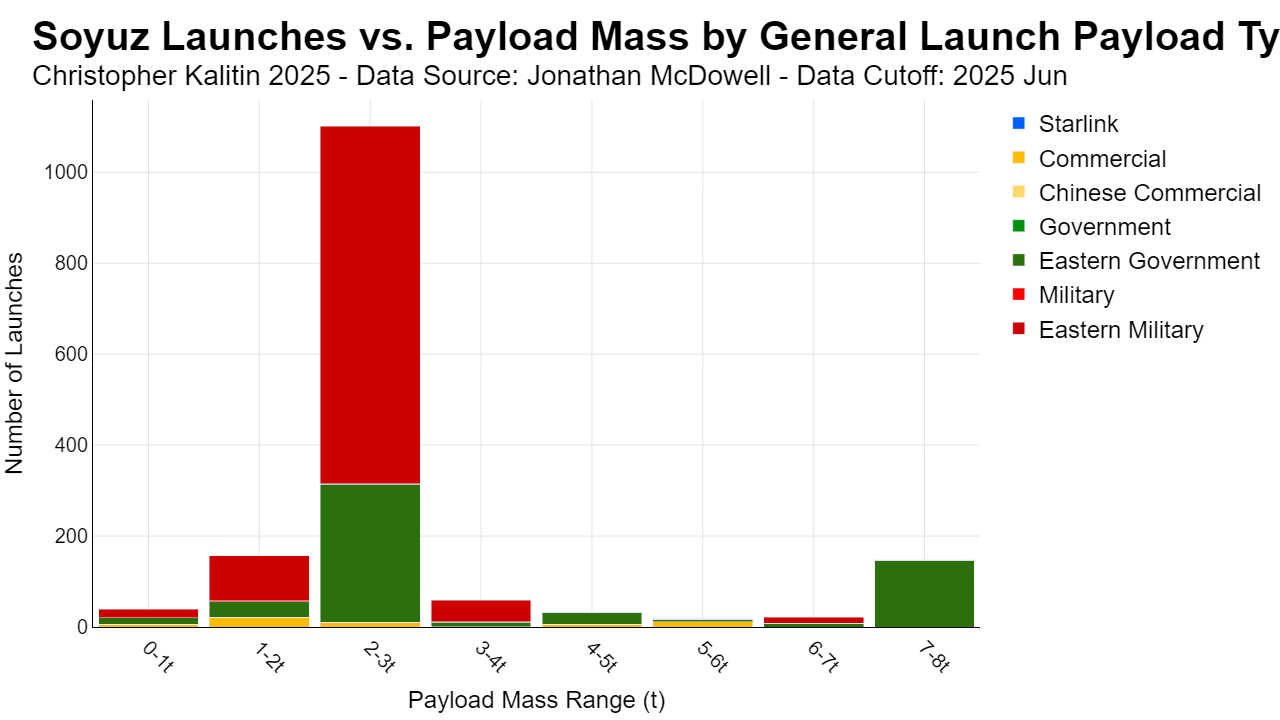 Soyuz Launches vs. Payload Mass by General Launch Payload Ty
Christopher Kalitin 2025 - Data Source: Jonathan McDowell - Data Cutoff: 2025 Jun
Number of Launches
1000
800
600
400
200
0
0-1t
1-2t
2-3t
3-4t
4-5t
5-6t
6-7t
7-8t
Payload Mass Range (t)
Starlink
Commercial
Chinese Commercial
Government
Eastern Government
Military
Eastern Military